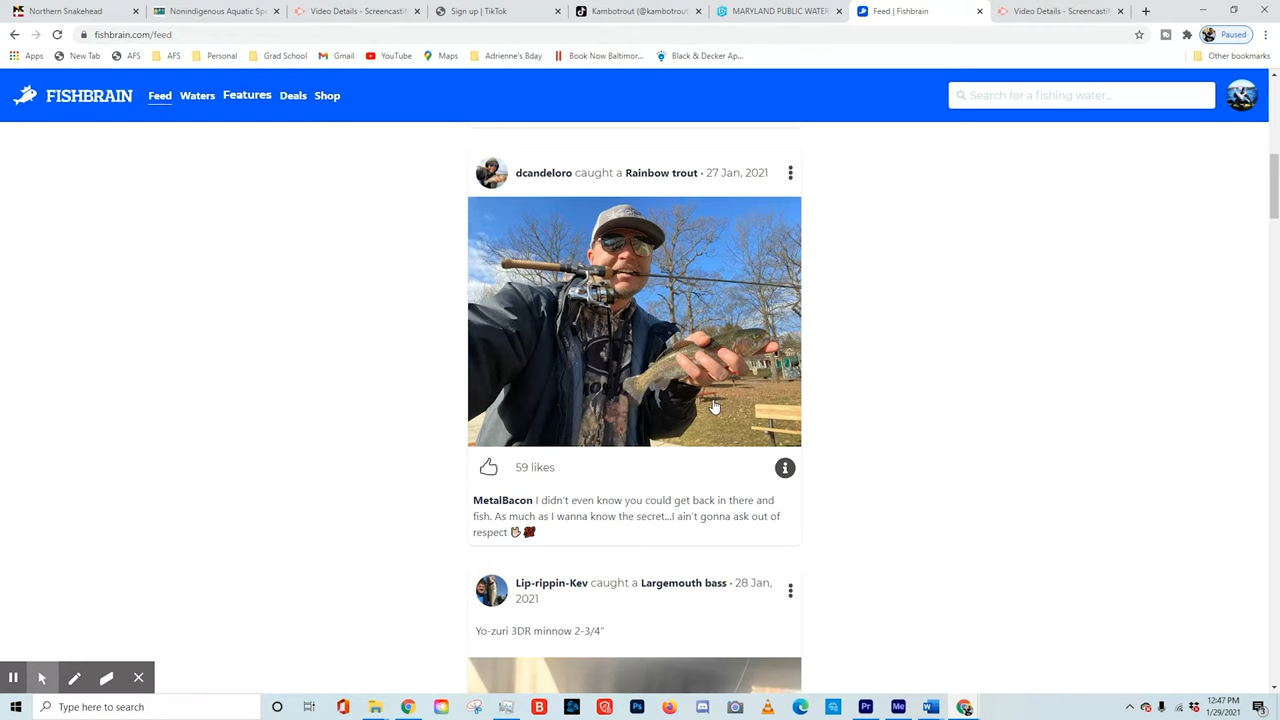 Northern Snakehead
Nonindigenous Aquatic Sp
Video Details - Screencastif
Sign up | TikTok
Kambotrout (@kambotrout
MARYLAND PUBLIC WATER
Feed | Fishbrain
Video Details - Screencastif
fishbrain.com/feed
Paused
Apps
New Tab
AFS
AFS
Personal
Grad School
Gmail
YouTube
Maps
Adrienne's Bday
Book Now Baltimor...
Black & Decker Ap...
Other bookmarks
FISHBRAIN
Feed
Waters
Features
Deals
Shop
Search for a fishing water...
dcandeloro caught a Rainbow trout · 27 Jan, 2021
59 likes
MetalBacon I didn't even know you could get back in there and
fish. As much as I wanna know the secret...I ain't gonna ask out of
respect
Lip-rippin-Kev caught a Largemouth bass · 28 Jan,
2021
Yo-zuri 3DR minnow 2-3/4"
Type here to search
12:47 PM
1/29/2021